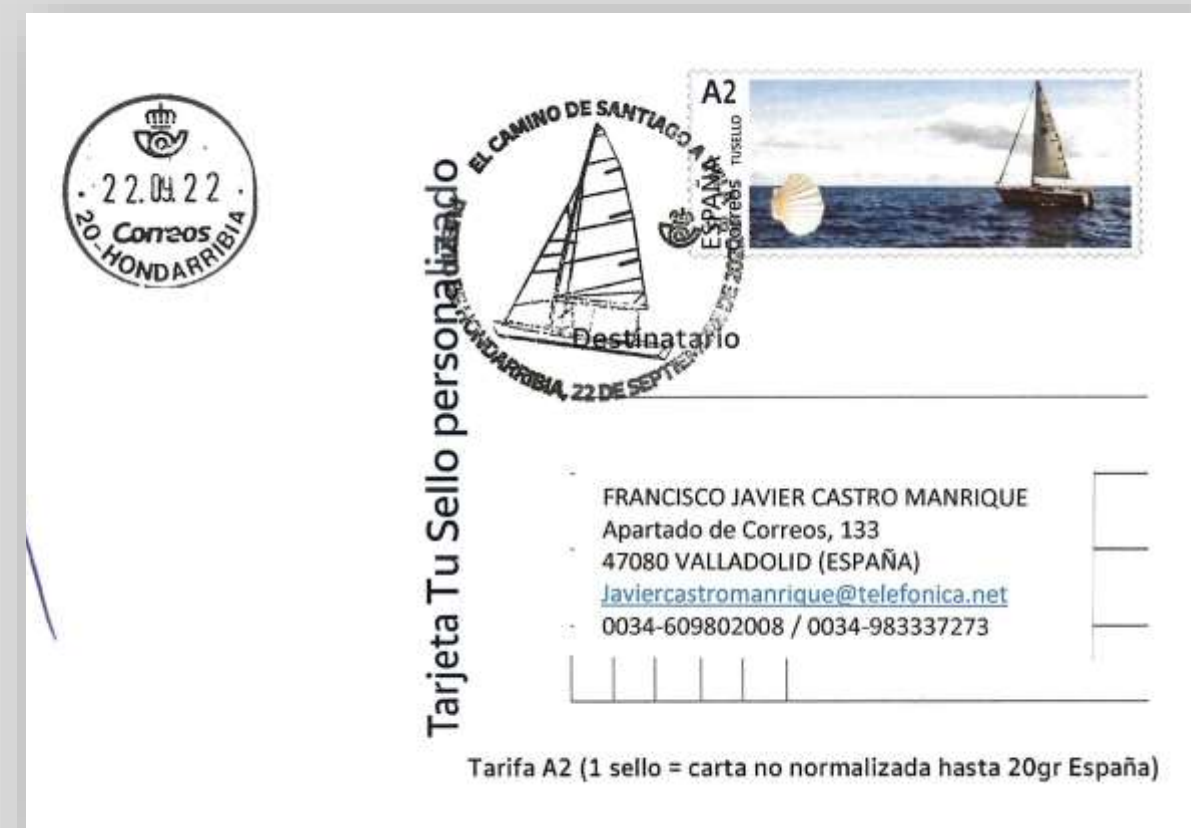 22.09.22
Correos
20-HONDARRIBIA
EL CAMINO DE SANTIAGO A
HONDARRIBIA, 22 DE SEPTIEMBRE DE 2022
A2
ESPAÑA
Correos
TUSELLO
Tarjeta Tu Sello personalizado
Destinatario
FRANCISCO JAVIER CASTRO MANRIQUE
Apartado de Correos, 133
47080 VALLADOLID (ESPAÑA)
Javiercastromanrique@telefonica.net
0034-609802008 / 0034-983337273
Tarifa A2 (1 sello = carta no normalizada hasta 20gr España)